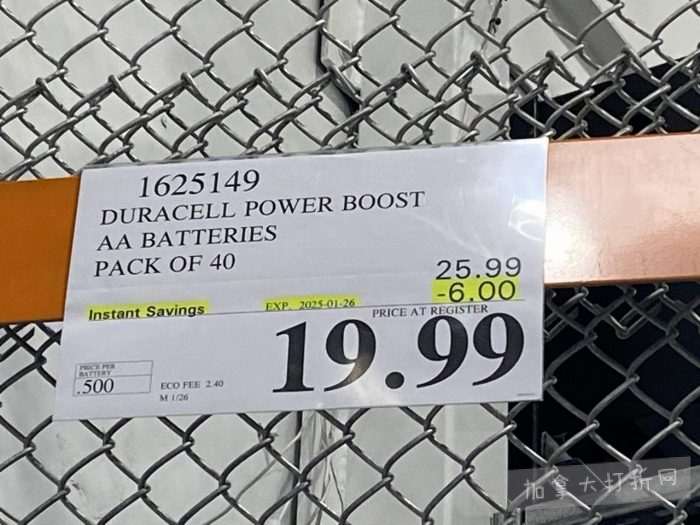 1625149
DURACELL POWER BOOST
AA BATTERIES
PACK OF 40
25.99
-6.00
Instant Savings EXP. 2025-01-26 PRICE AT REGISTER
19.99
PRICE PER
BATTERY
.500
ECO FEE 2.40
M 1/26
加拿大打折网